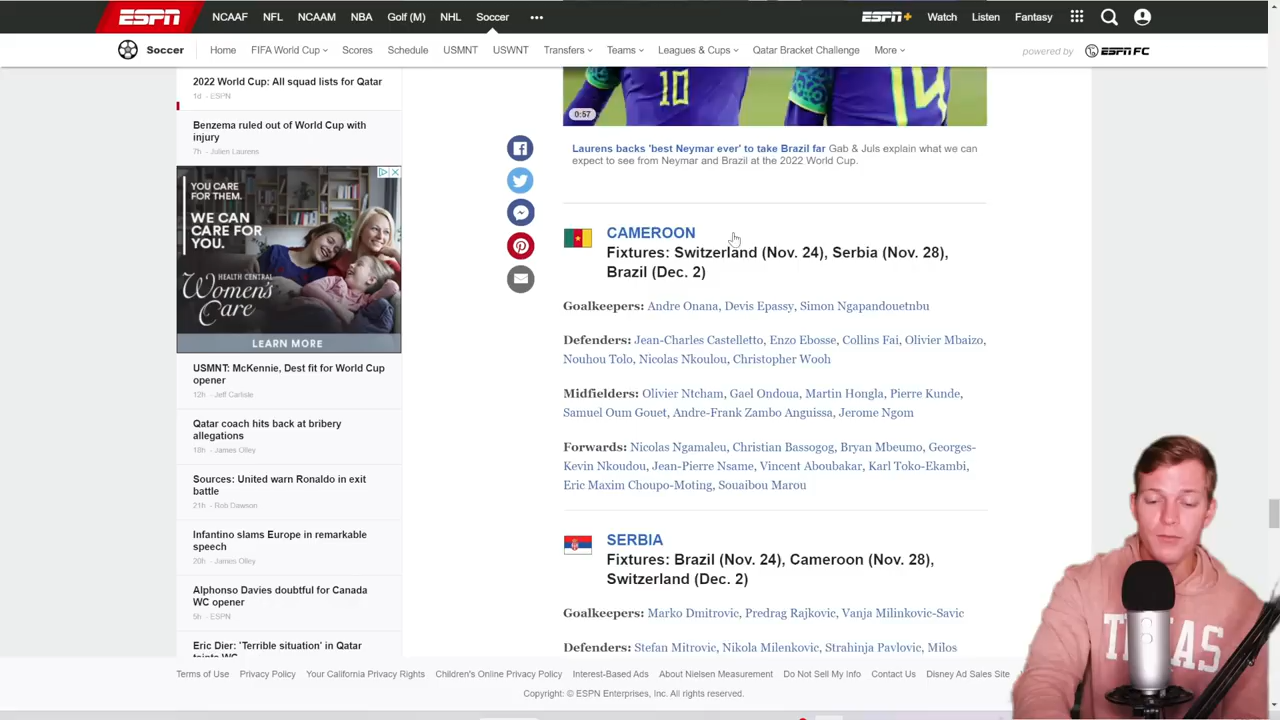 ESPN
NCAAF
NFL
NCAAM
NBA
Golf (M)
NHL
Soccer
ESPN+
Watch
Listen
Fantasy
Soccer
Home
FIFA World Cup
Scores
Schedule
USMNT
USWNT
Transfers
Teams
Leagues & Cups
Qatar Bracket Challenge
More
powered by
ESPN FC
2022 World Cup: All squad lists for Qatar
1d - ESPN
Benzema ruled out of World Cup with
injury
7h - Julien Laurens
YOU CARE
FOR THEM.
WE CAN
CARE FOR
YOU.
HEALTH CENTRAL
Women's
Care
LEARN MORE
USMNT: McKennie, Dest fit for World Cup
opener
12h - Jeff Carlisle
Qatar coach hits back at bribery
allegations
18h - James Olley
Sources: United warn Ronaldo in exit
battle
21h - Rob Dawson
Infantino slams Europe in remarkable
speech
20h - James Olley
Alphonso Davies doubtful for Canada
WC opener
5h - ESPN
Eric Dier: 'Terrible situation' in Qatar
10
14
0:57
Laurens backs 'best Neymar ever' to take Brazil far Gab & Juls explain what we can
expect to see from Neymar and Brazil at the 2022 World Cup.
CAMEROON
Fixtures: Switzerland (Nov. 24), Serbia (Nov. 28),
Brazil (Dec. 2)
Goalkeepers: Andre Onana, Devis Epassy, Simon Ngapandouetnbu
Defenders: Jean-Charles Castelletto, Enzo Ebosse, Collins Fai, Olivier Mbaizo,
Nouhou Tolo, Nicolas Nkoulou, Christopher Wooh
Midfielders: Olivier Ntcham, Gael Ondoua, Martin Hongla, Pierre Kunde,
Samuel Oum Gouet, Andre-Frank Zambo Anguissa, Jerome Ngom
Forwards: Nicolas Ngamaleu, Christian Bassogog, Bryan Mbeumo, Georges-
Kevin Nkoudou, Jean-Pierre Nsame, Vincent Aboubakar, Karl Toko-Ekambi,
Eric Maxim Choupo-Moting, Souaibou Marou
SERBIA
Fixtures: Brazil (Nov. 24), Cameroon (Nov. 28),
Switzerland (Dec. 2)
Goalkeepers: Marko Dmitrovic, Predrag Rajkovic, Vanja Milinkovic-Savic
Defenders: Stefan Mitrovic, Nikola Milenkovic, Strahinja Pavlovic, Milos
TEXAS
Terms of Use
Privacy Policy
Your California Privacy Rights
Children's Online Privacy Policy
Interest-Based Ads
About Nielsen Measurement
Do Not Sell My Info
Contact Us
Disney Ad Sales Site
Copyright: © ESPN Enterprises, Inc. All rights reserved.